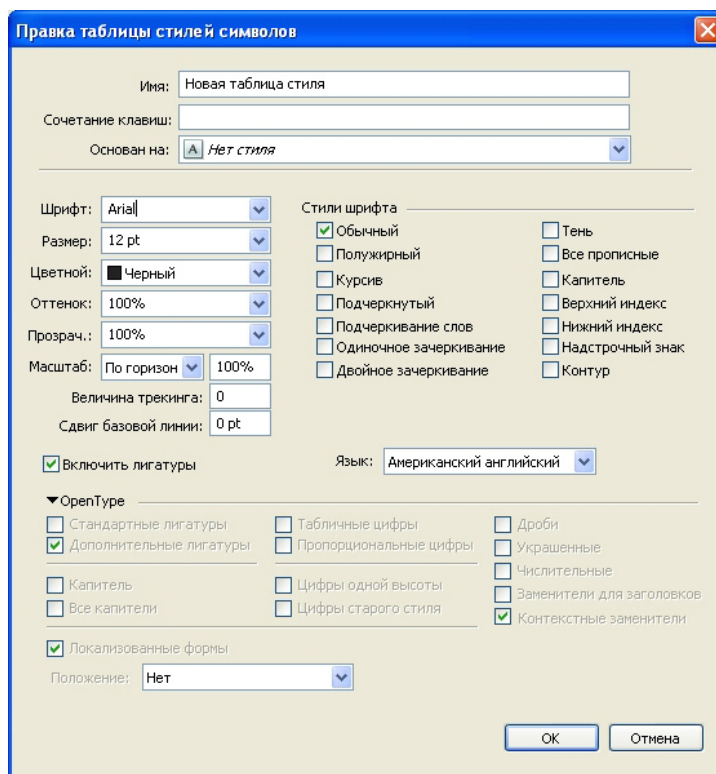 Правка таблицы стилей символов
Имя: Новая таблица стиля
Сочетание клавиш:
Основан на: A Нет стиля
Шрифт: Arial
Размер: 12 pt
Цветной: Черный
Оттенок: 100%
Прозрач.: 100%
Масштаб: По горизон 100%
Величина трекинга: 0
Сдвиг базовой линии: 0 pt
Стили шрифта
Обычный Тень
Полужирный Все прописные
Курсив Капитель
Подчеркнутый Верхний индекс
Подчеркивание слов Нижний индекс
Одиночное зачеркивание Надстрочный знак
Двойное зачеркивание Контур
Включить лигатуры Язык: Американский английский
OpenType
Стандартные лигатуры Табличные цифры Дроби
Дополнительные лигатуры Пропорциональные цифры Украшенные
Числительные
Капитель Цифры одной высоты Заменители для заголовков
Все капители Цифры старого стиля Контекстные заменители
Локализованные формы
Положение: Нет
OK Отмена